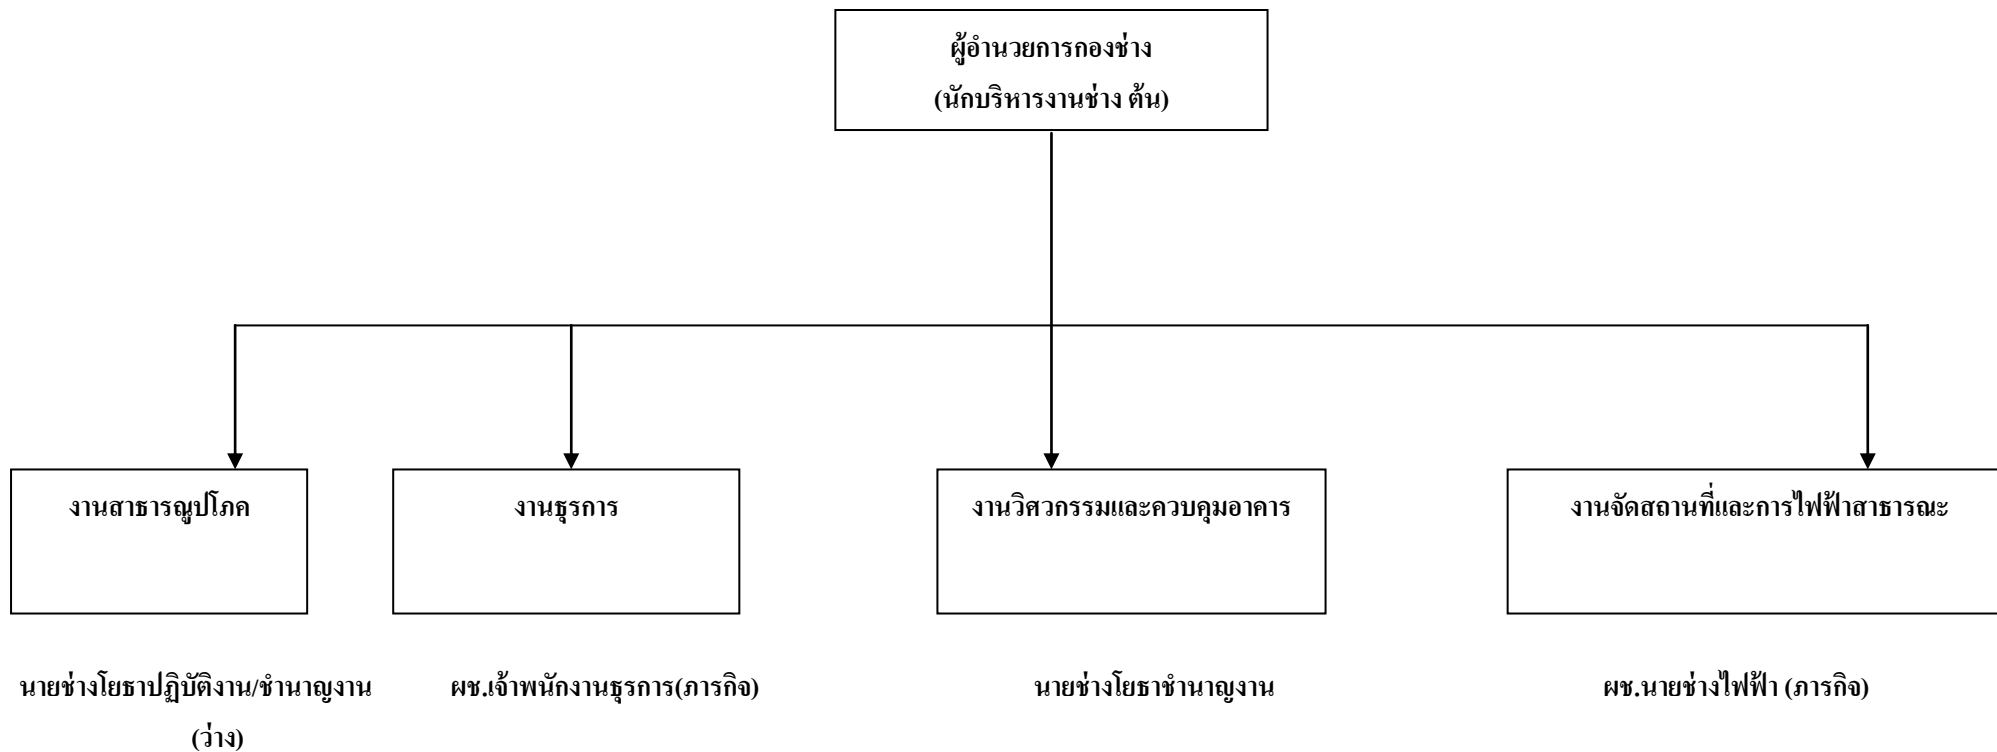 ผู้อำนวยการกองช่าง
(นักบริหารงานช่าง ต้น)
งานสาธารณูปโภค
งานธุรการ
งานวิศวกรรมและควบคุมอาคาร
งานจัดสถานที่และการไฟฟ้าสาธารณะ
นายช่างโยธาปฏิบัติงาน/ชำนาญงาน
(ว่าง)
ผช.เจ้าพนักงานธุรการ(ภารกิจ)
นายช่างโยธาชำนาญงาน
ผช.นายช่างไฟฟ้า (ภารกิจ)